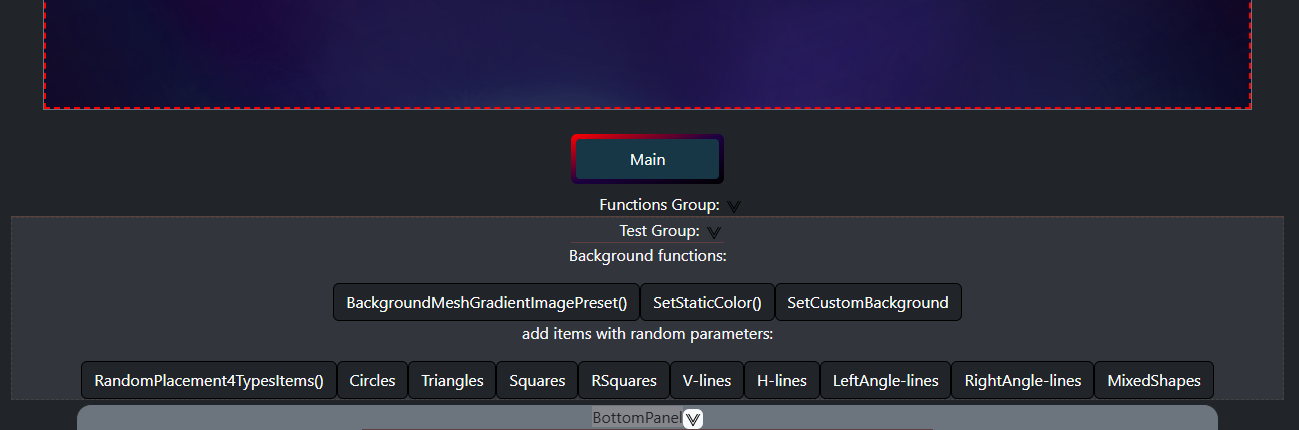 Main
Functions Group:
Test Group:
Background functions:
BackgroundMeshGradientImagePreset() SetStaticColor() SetCustomBackground
add items with random parameters:
RandomPlacement4TypesItems() Circles Triangles Squares RSquares V-lines H-lines LeftAngle-lines RightAngle-lines MixedShapes
BottomPanel